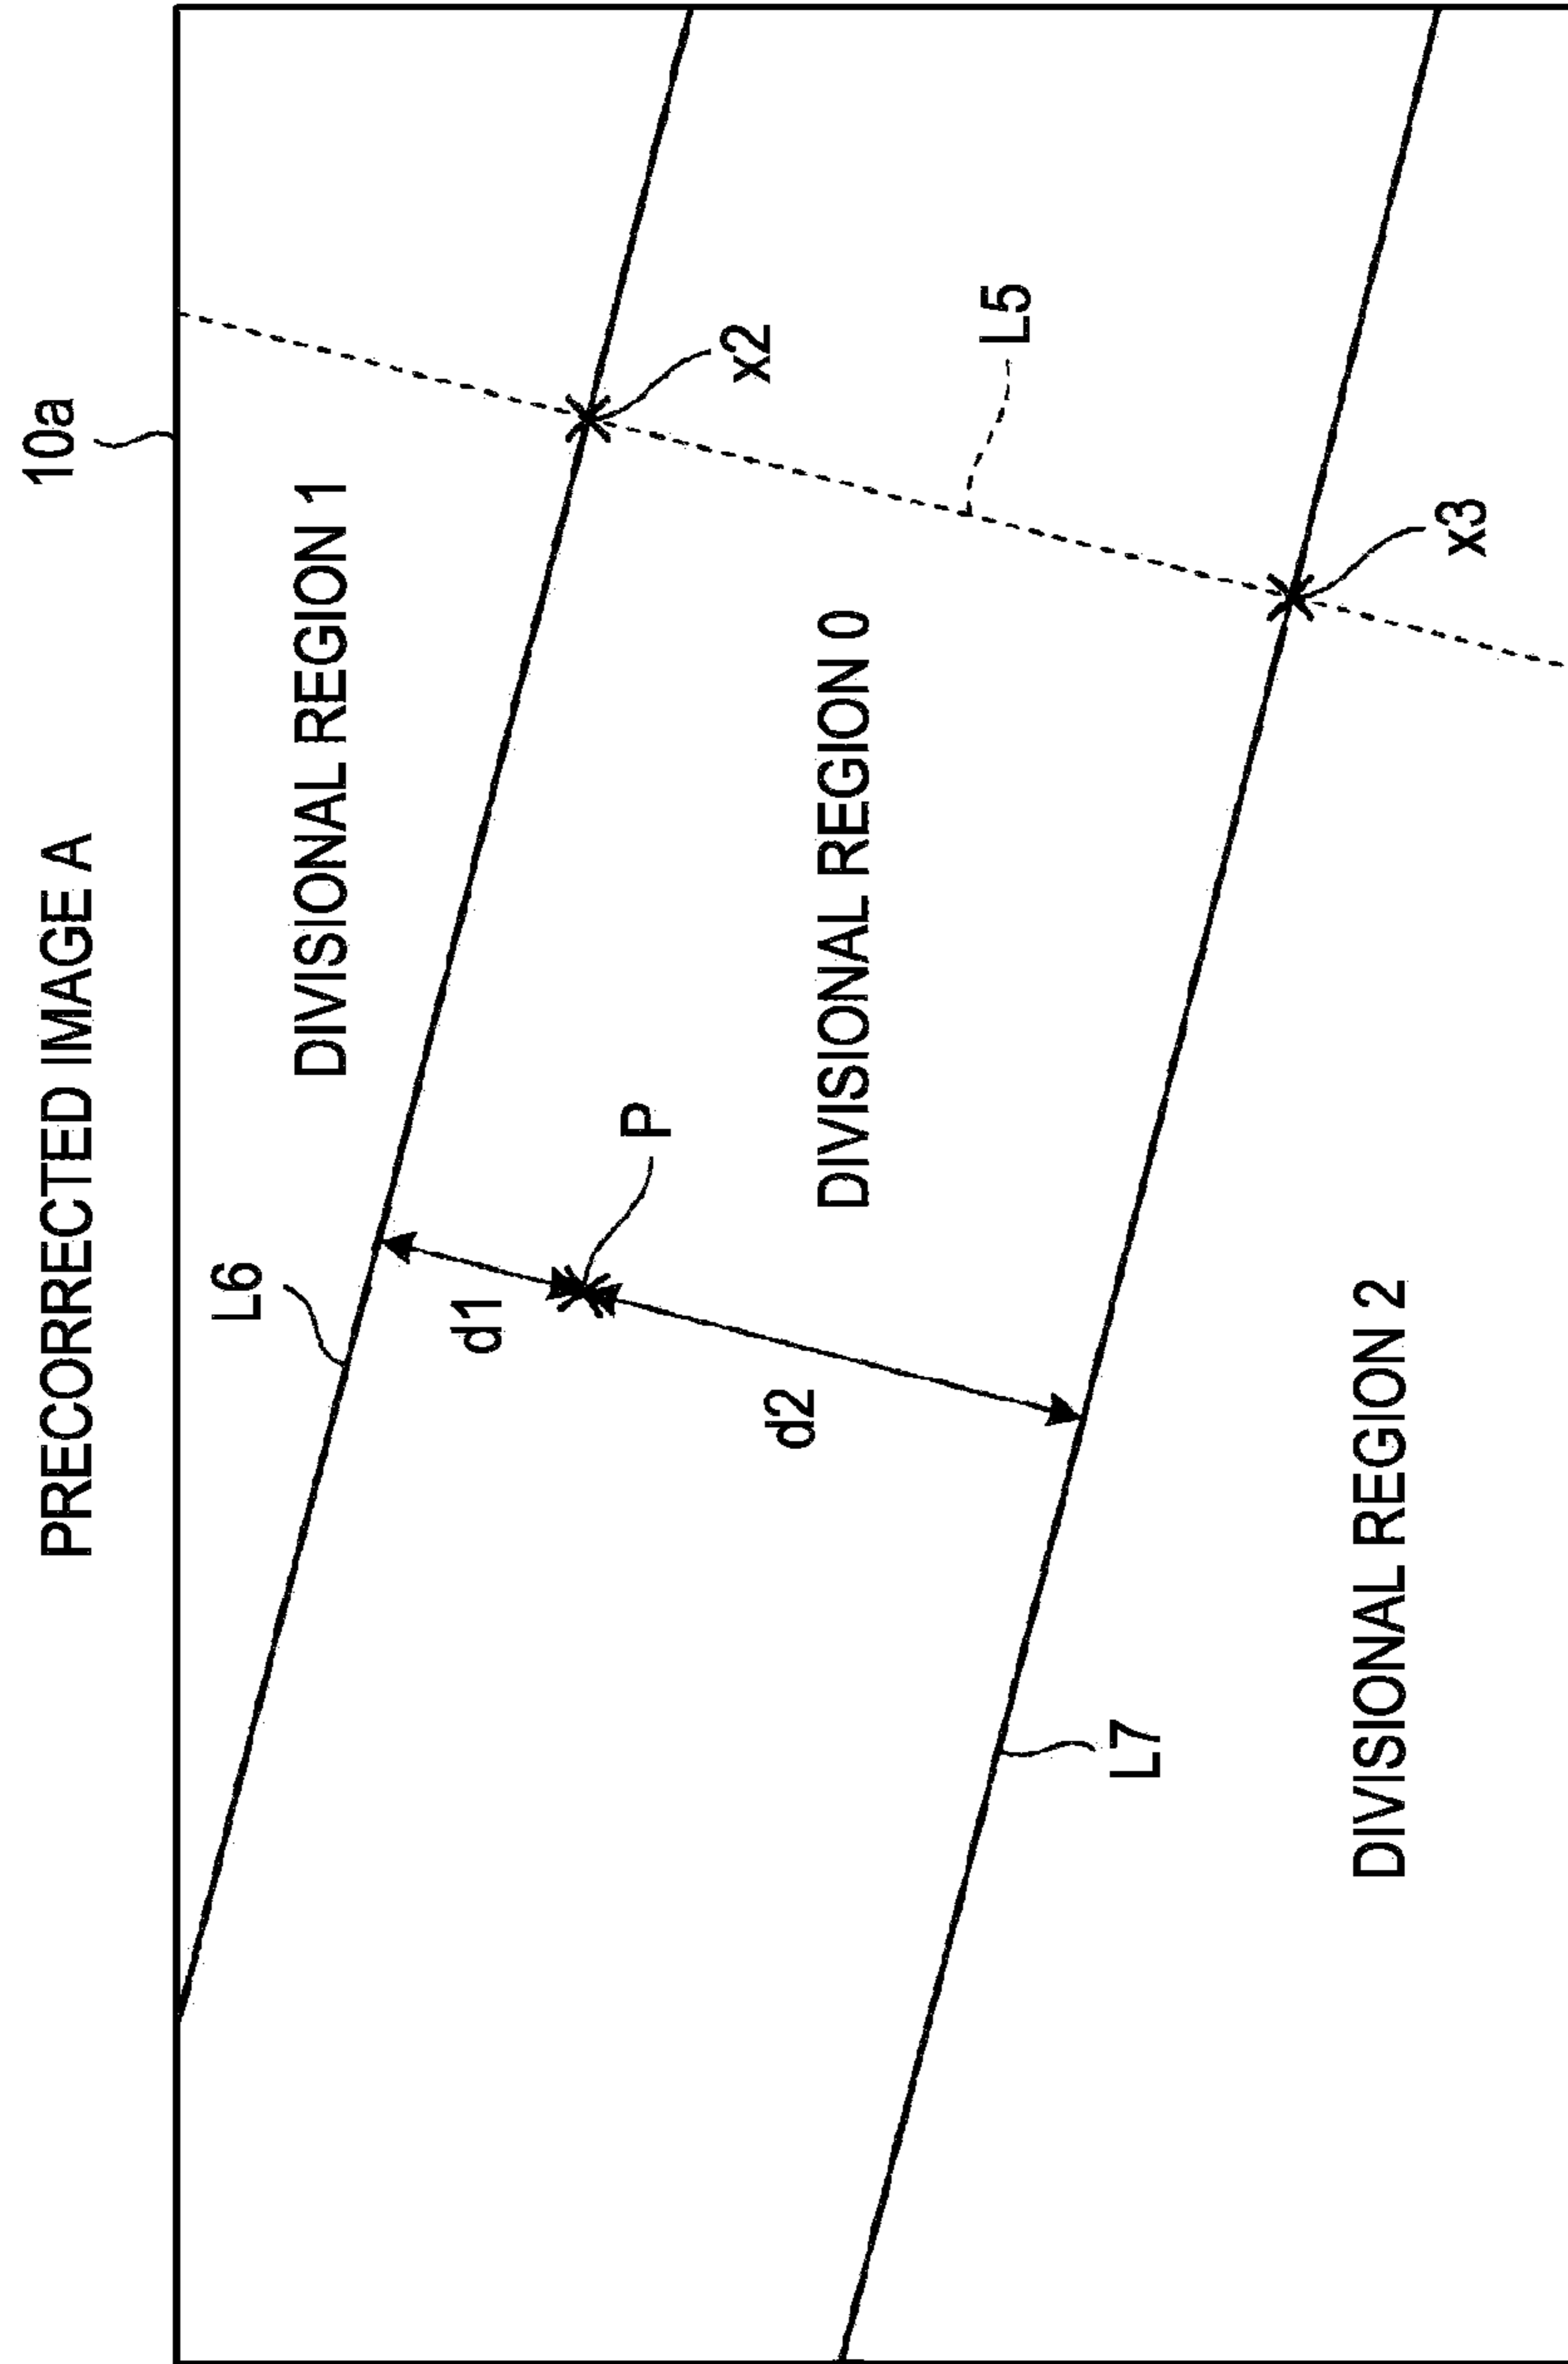 PRECORRECTED IMAGE A
10a
L6
DIVISIONAL REGION 1
d1
P
x2
d2
DIVISIONAL REGION 0
L5
L7
DIVISIONAL REGION 2
x3